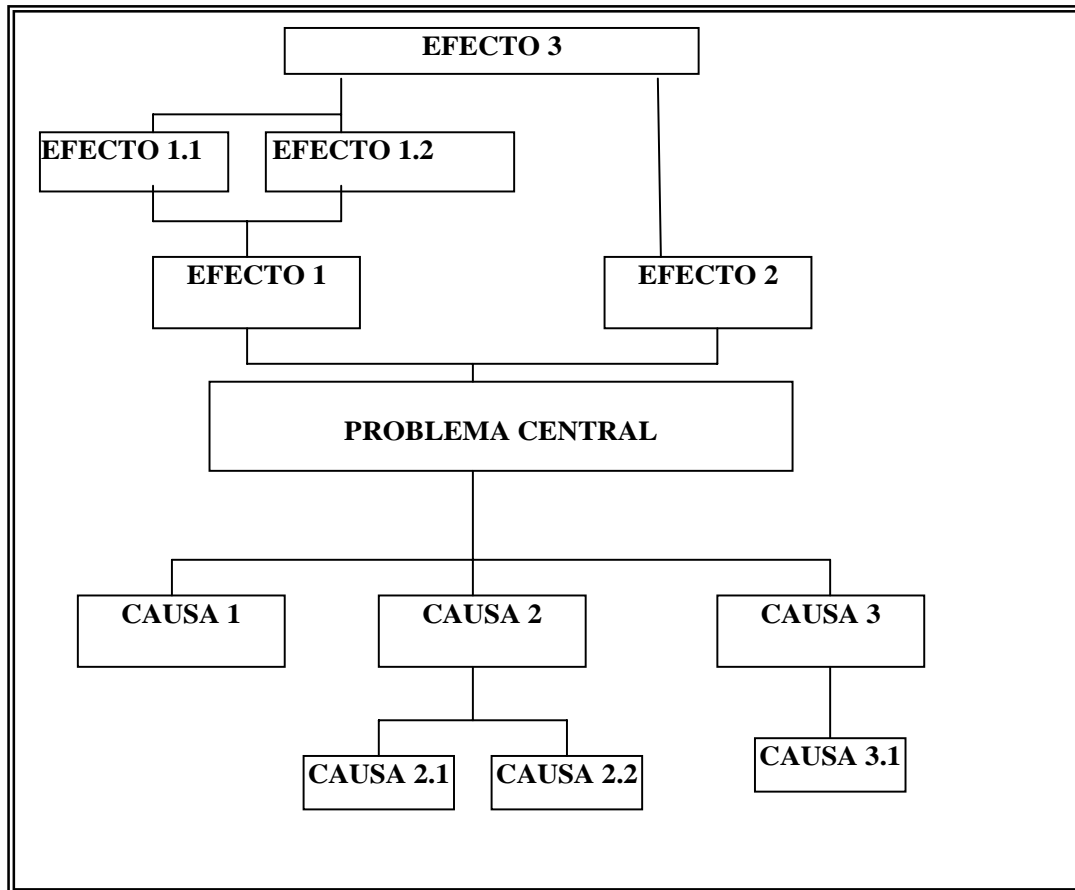 EFECTO 3
EFECTO 1.1
EFECTO 1.2
EFECTO 1
EFECTO 2
PROBLEMA CENTRAL
CAUSA 1
CAUSA 2
CAUSA 3
CAUSA 2.1
CAUSA 2.2
CAUSA 3.1